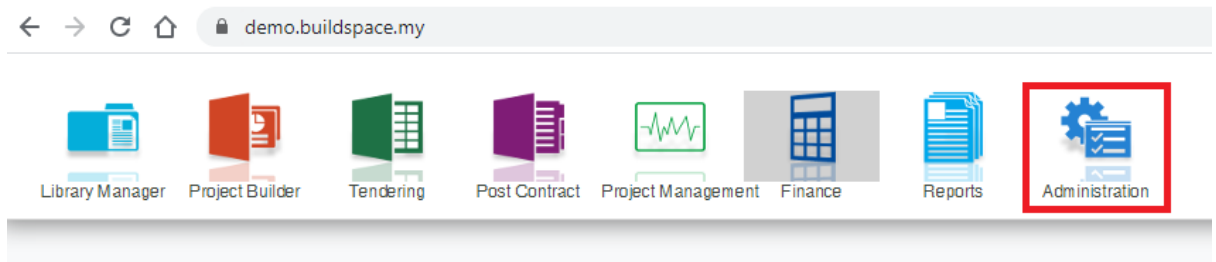 demo.buildspace.my
Library Manager Project Builder Tendering Post Contract Project Management Finance Reports Administration